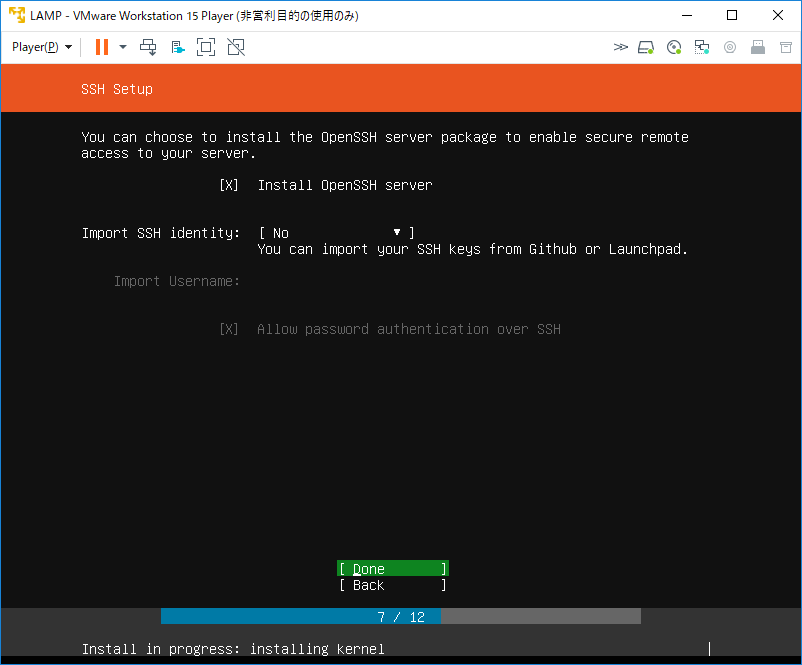 LAMP - VMware Workstation 15 Player (非営利目的の使用のみ)
Player(P)
SSH Setup
You can choose to install the OpenSSH server package to enable secure remote
access to your server.
[X] Install OpenSSH server
Import SSH identity: [ No ▾ ]
You can import your SSH keys from Github or Launchpad.
Import Username:
[X] Allow password authentication over SSH
[ Done ]
[ Back ]
7 / 12
Install in progress: installing kernel